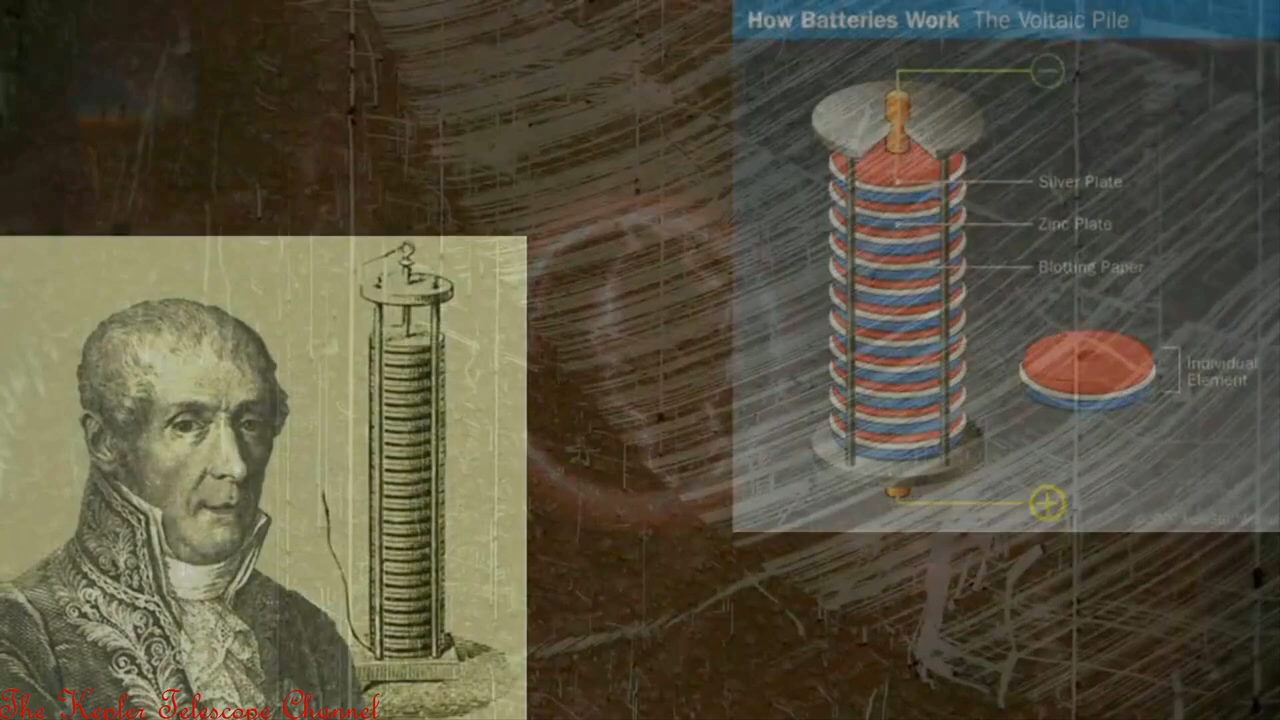 How Batteries Work The Voltaic Pile
Silver Plate
Zinc Plate
Blotting Paper
Individual
Element
The Kepler Telescope Channel